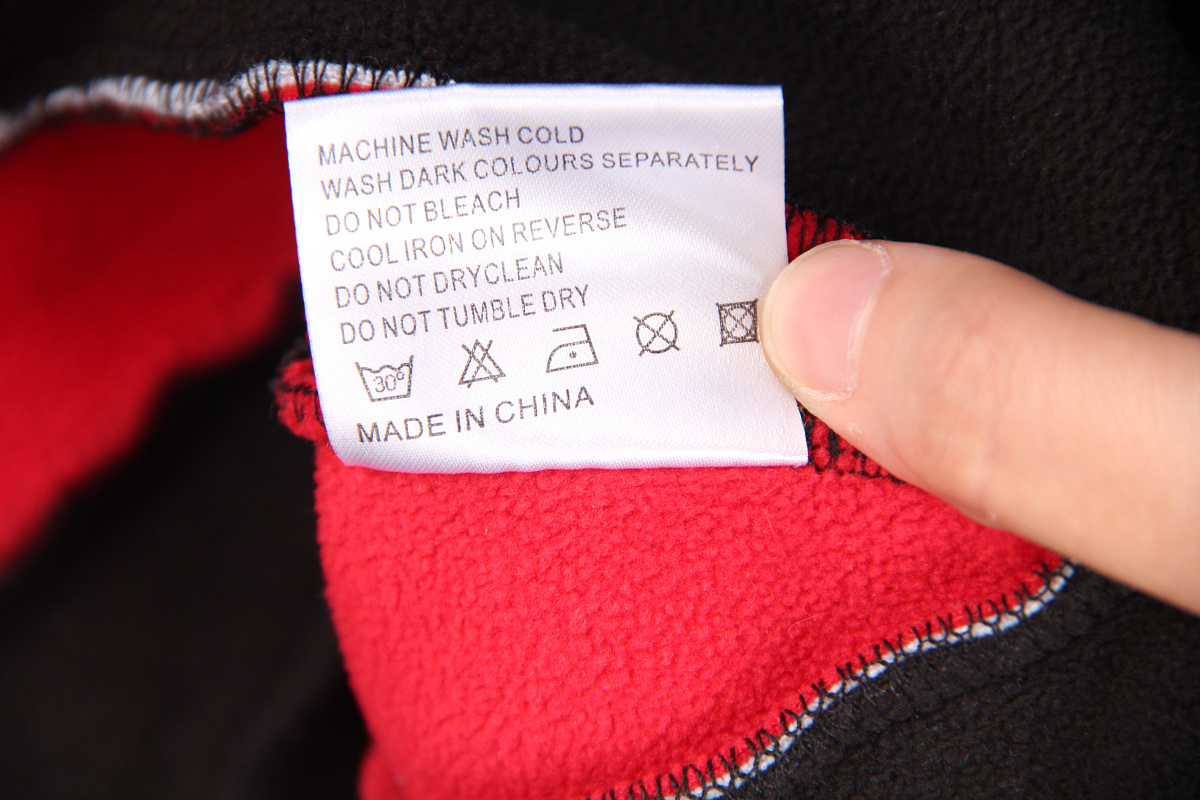 MACHINE WASH COLD
WASH DARK COLOURS SEPARATELY
DO NOT BLEACH
COOL IRON ON REVERSE
DO NOT DRYCLEAN
DO NOT TUMBLE DRY
30°
MADE IN CHINA